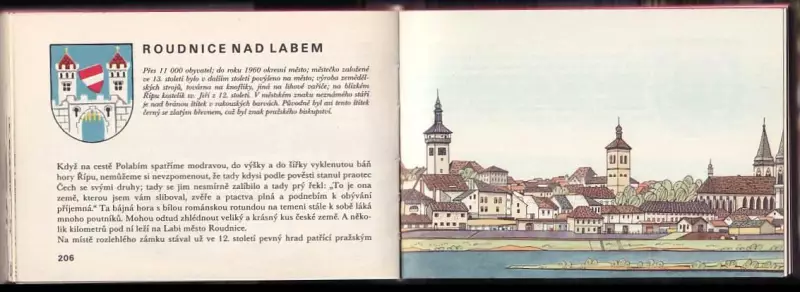 ROUDNICE NAD LABEM
Přes 11 000 obyvatel; do roku 1960 okresní město; městečko založené
ve 13. století bylo v dalším století povýšeno na město; výroba zeměděl-
ských strojů, továrna na knoflíky, jiná na lihové vařiče; na blízkém
Řípu kostelík sv. Jiří z 12. století. V městském znaku neznámého stáří
je nad bránou štítek v rakouských barvách. Původně byl asi tento štítek
černý se zlatým břevnem, což byl znak pražského biskupství.
Když na cestě Polabím spatříme modravou, do výšky a do šířky vyklenutou báň
hory Řípu, nemůžeme si nevzpomenout, že tady kdysi podle pověsti stanul praotec
Čech se svými druhy; tady se jim nesmírně zalíbilo a tady prý řekl: „To je ona
země, kterou jsem vám sliboval, zvěře a ptactva plná a podnebím k obývání
příjemná.“ Ta bájná hora s bílou románskou rotundou na temeni stále k sobě láká
mnoho poutníků. Mohou odtud zhlédnout veliký a krásný kus české země. A něko-
lik kilometrů pod ní leží na Labi město Roudnice.
Na místě rozlehlého zámku stával už ve 12. století pevný hrad patřící pražským
206